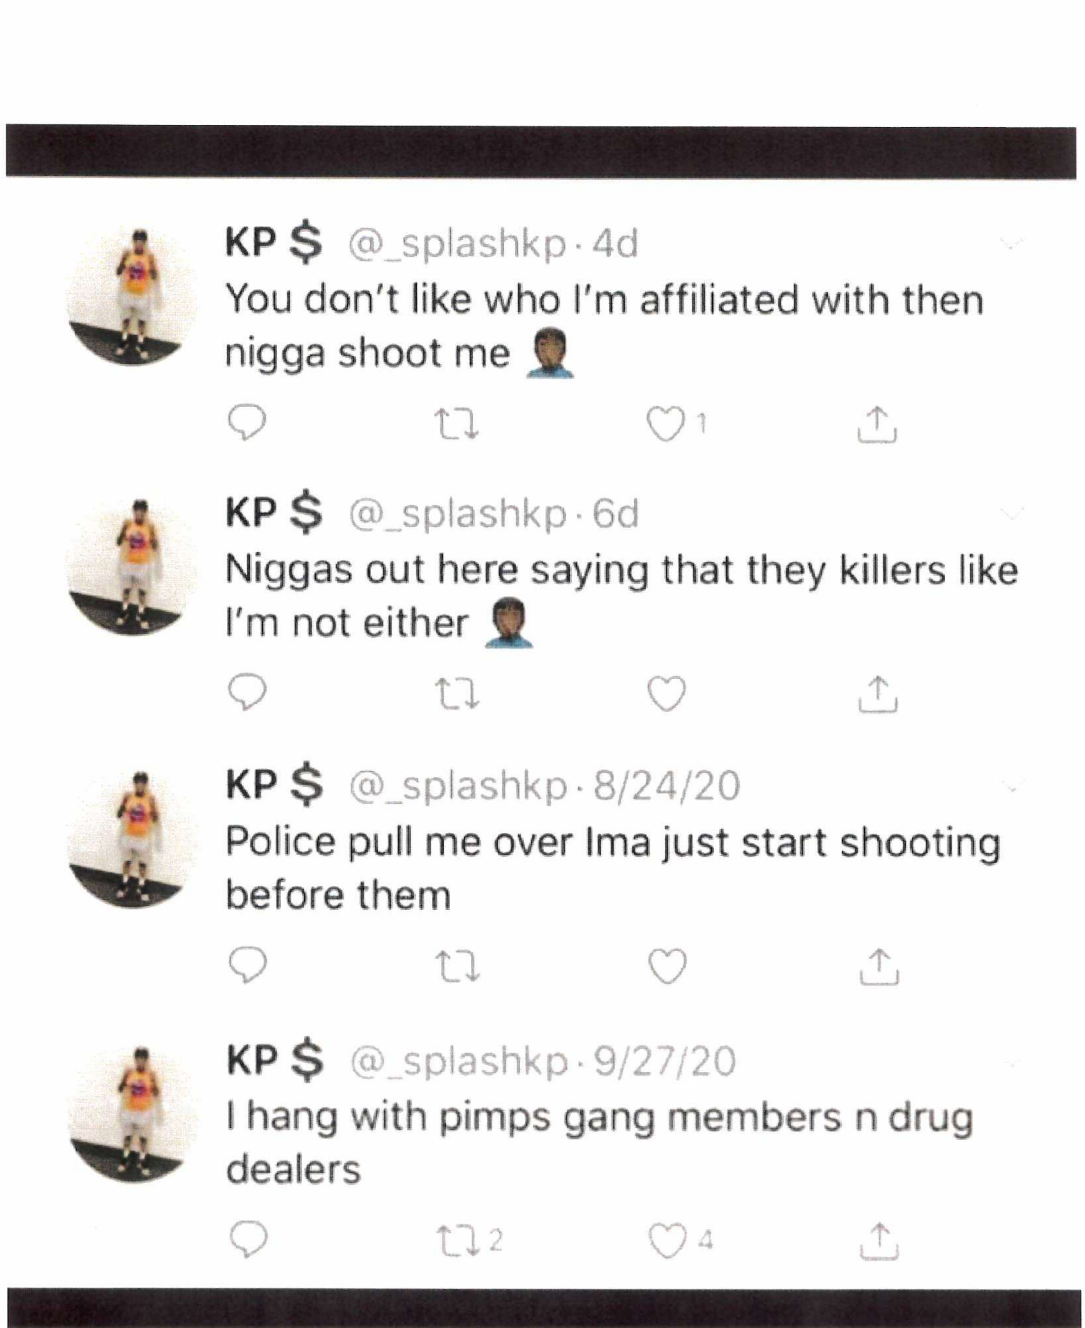 KP $ @_splashkp · 4d
You don't like who I'm affiliated with then
nigga shoot me 🤦🏾‍♂️
1
KP $ @_splashkp · 6d
Niggas out here saying that they killers like
I'm not either 🤦🏾‍♂️
KP $ @_splashkp · 8/24/20
Police pull me over Ima just start shooting
before them
KP $ @_splashkp · 9/27/20
I hang with pimps gang members n drug
dealers
2 4